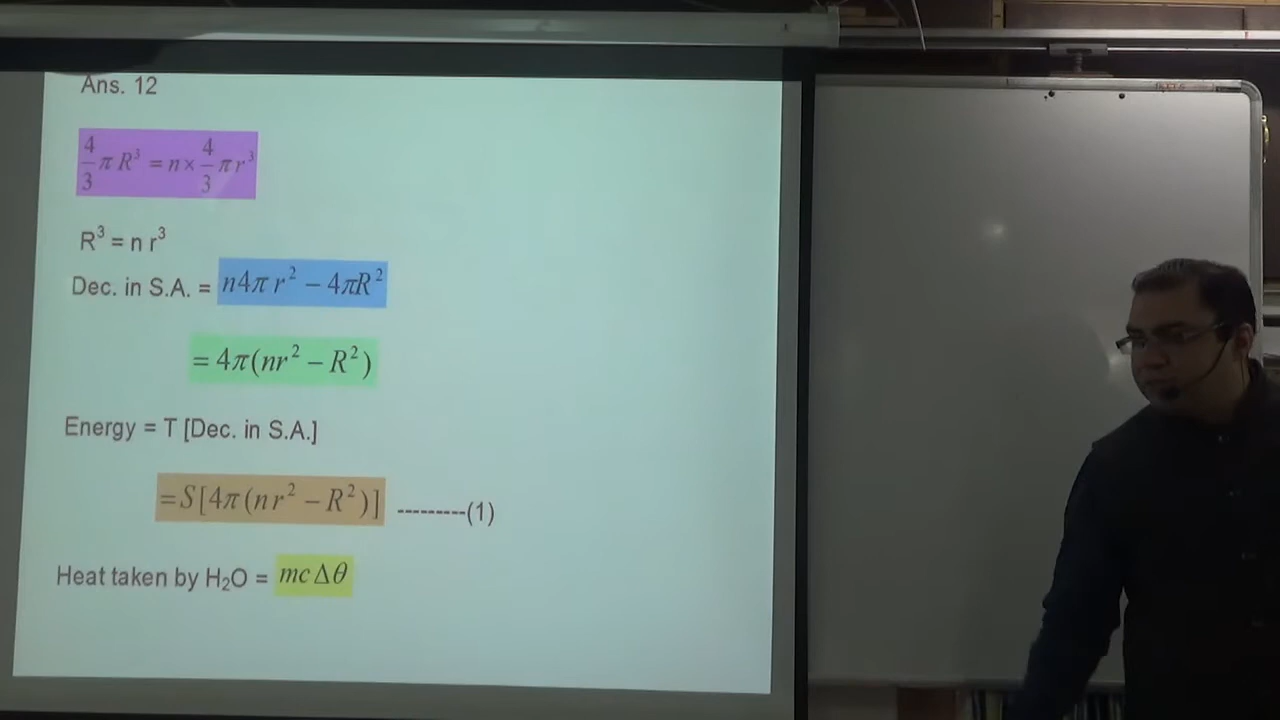 Ans. 12
4/3 π R³ = n × 4/3 π r³
R³ = n r³
Dec. in S.A. = n4π r² − 4πR²
= 4π(nr² − R²)
Energy = T [Dec. in S.A.]
=S[4π(nr² − R²)] ---------(1)
Heat taken by H₂O = mcΔθ